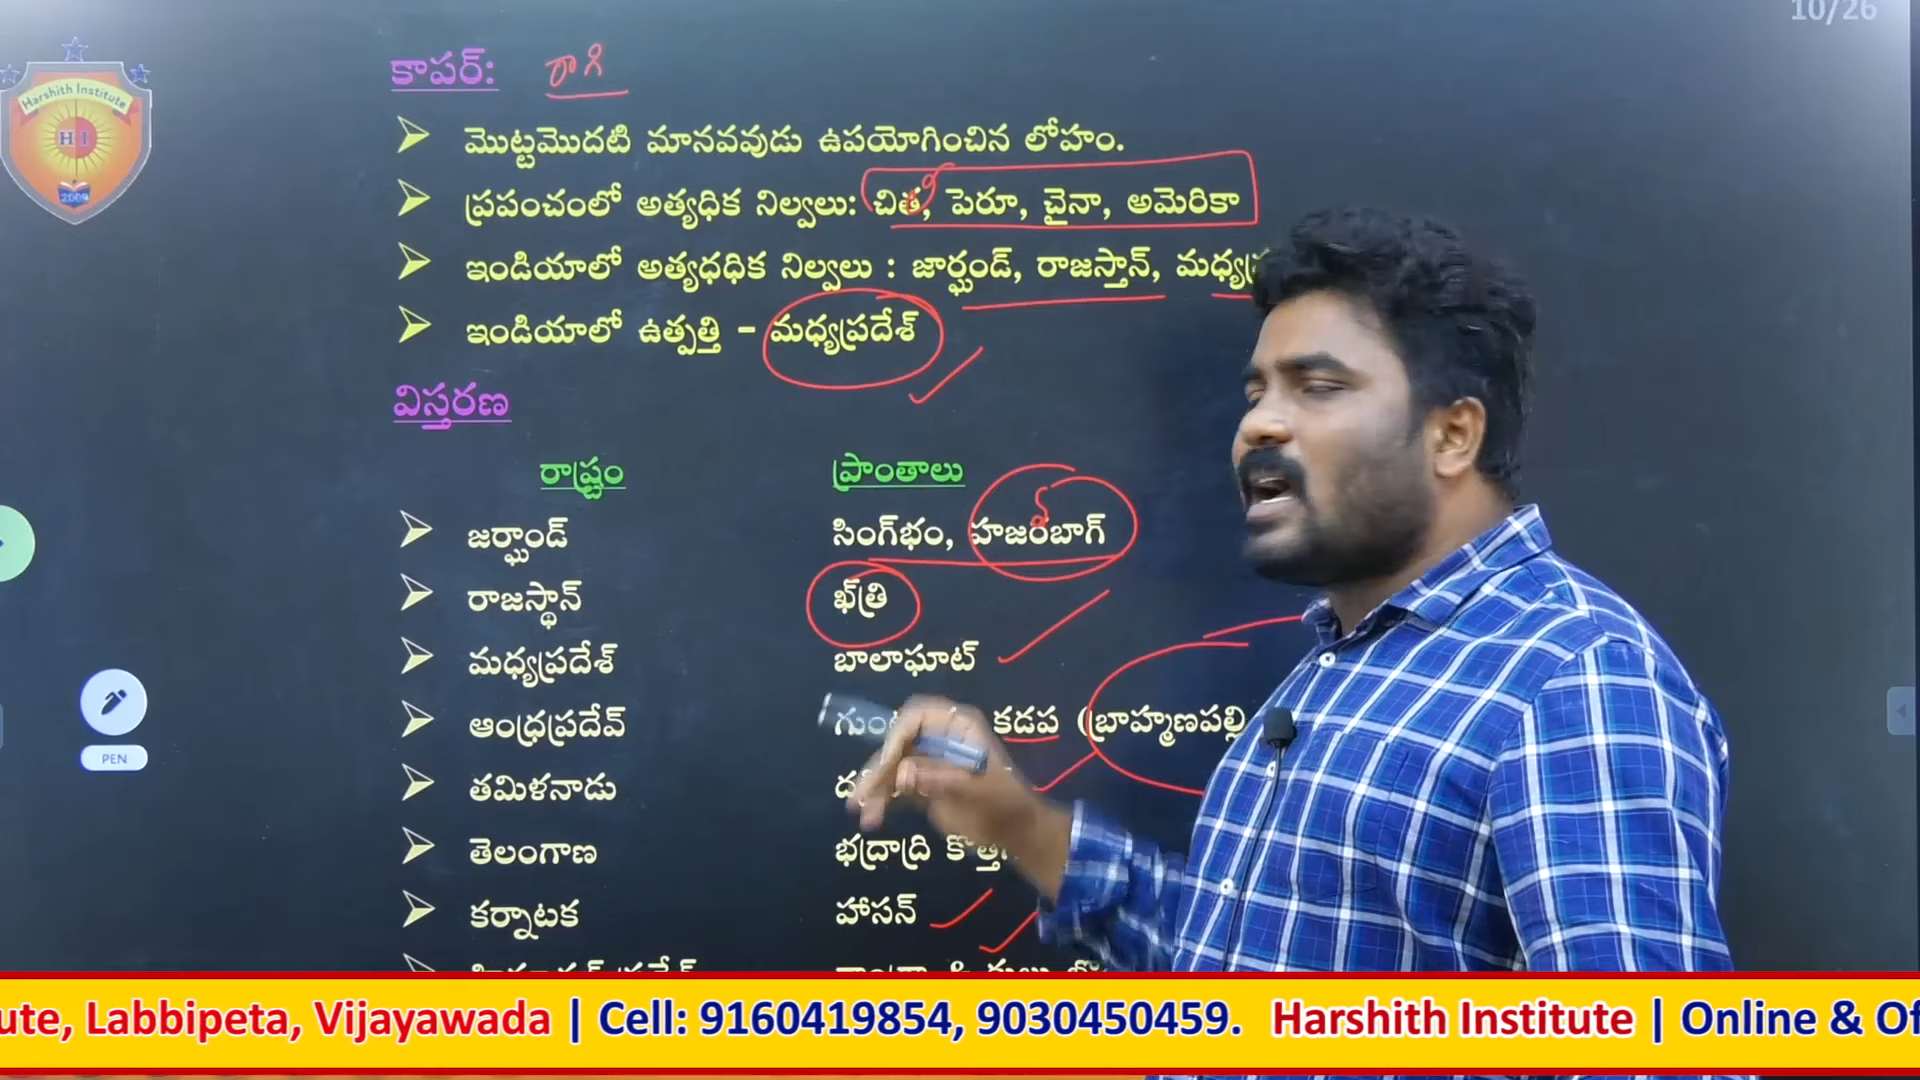 10/26
Harshith Institute
H I
2009
కాపర్: రాగి
మొట్టమొదటి మానవవుడు ఉపయోగించిన లోహం.
ప్రపంచంలో అత్యధిక నిల్వలు: చితి, పెరూ, చైనా, అమెరికా
ఇండియాలో అత్యధధిక నిల్వలు : జార్ఘండ్, రాజస్తాన్,
ఇండియాలో ఉత్పత్తి - మధ్యప్రదేశ్
విస్తరణ
రాష్ట్రం ప్రాంతాలు
జర్ఘాండ్ సింగ్‌భం, హజరీబాగ్
రాజస్థాన్ ఖ్‌త్రి
మధ్యప్రదేశ్ బాలాఘాట్
ఆంధ్రప్రదేవ్ కడప (బ్రాహ్మణపల్లి
తమిళనాడు
తెలంగాణ భద్రాద్రి
కర్నాటక హాసన్
PEN
ute, Labbipeta, Vijayawada | Cell: 9160419854, 9030450459. Harshith Institute | Online & Of